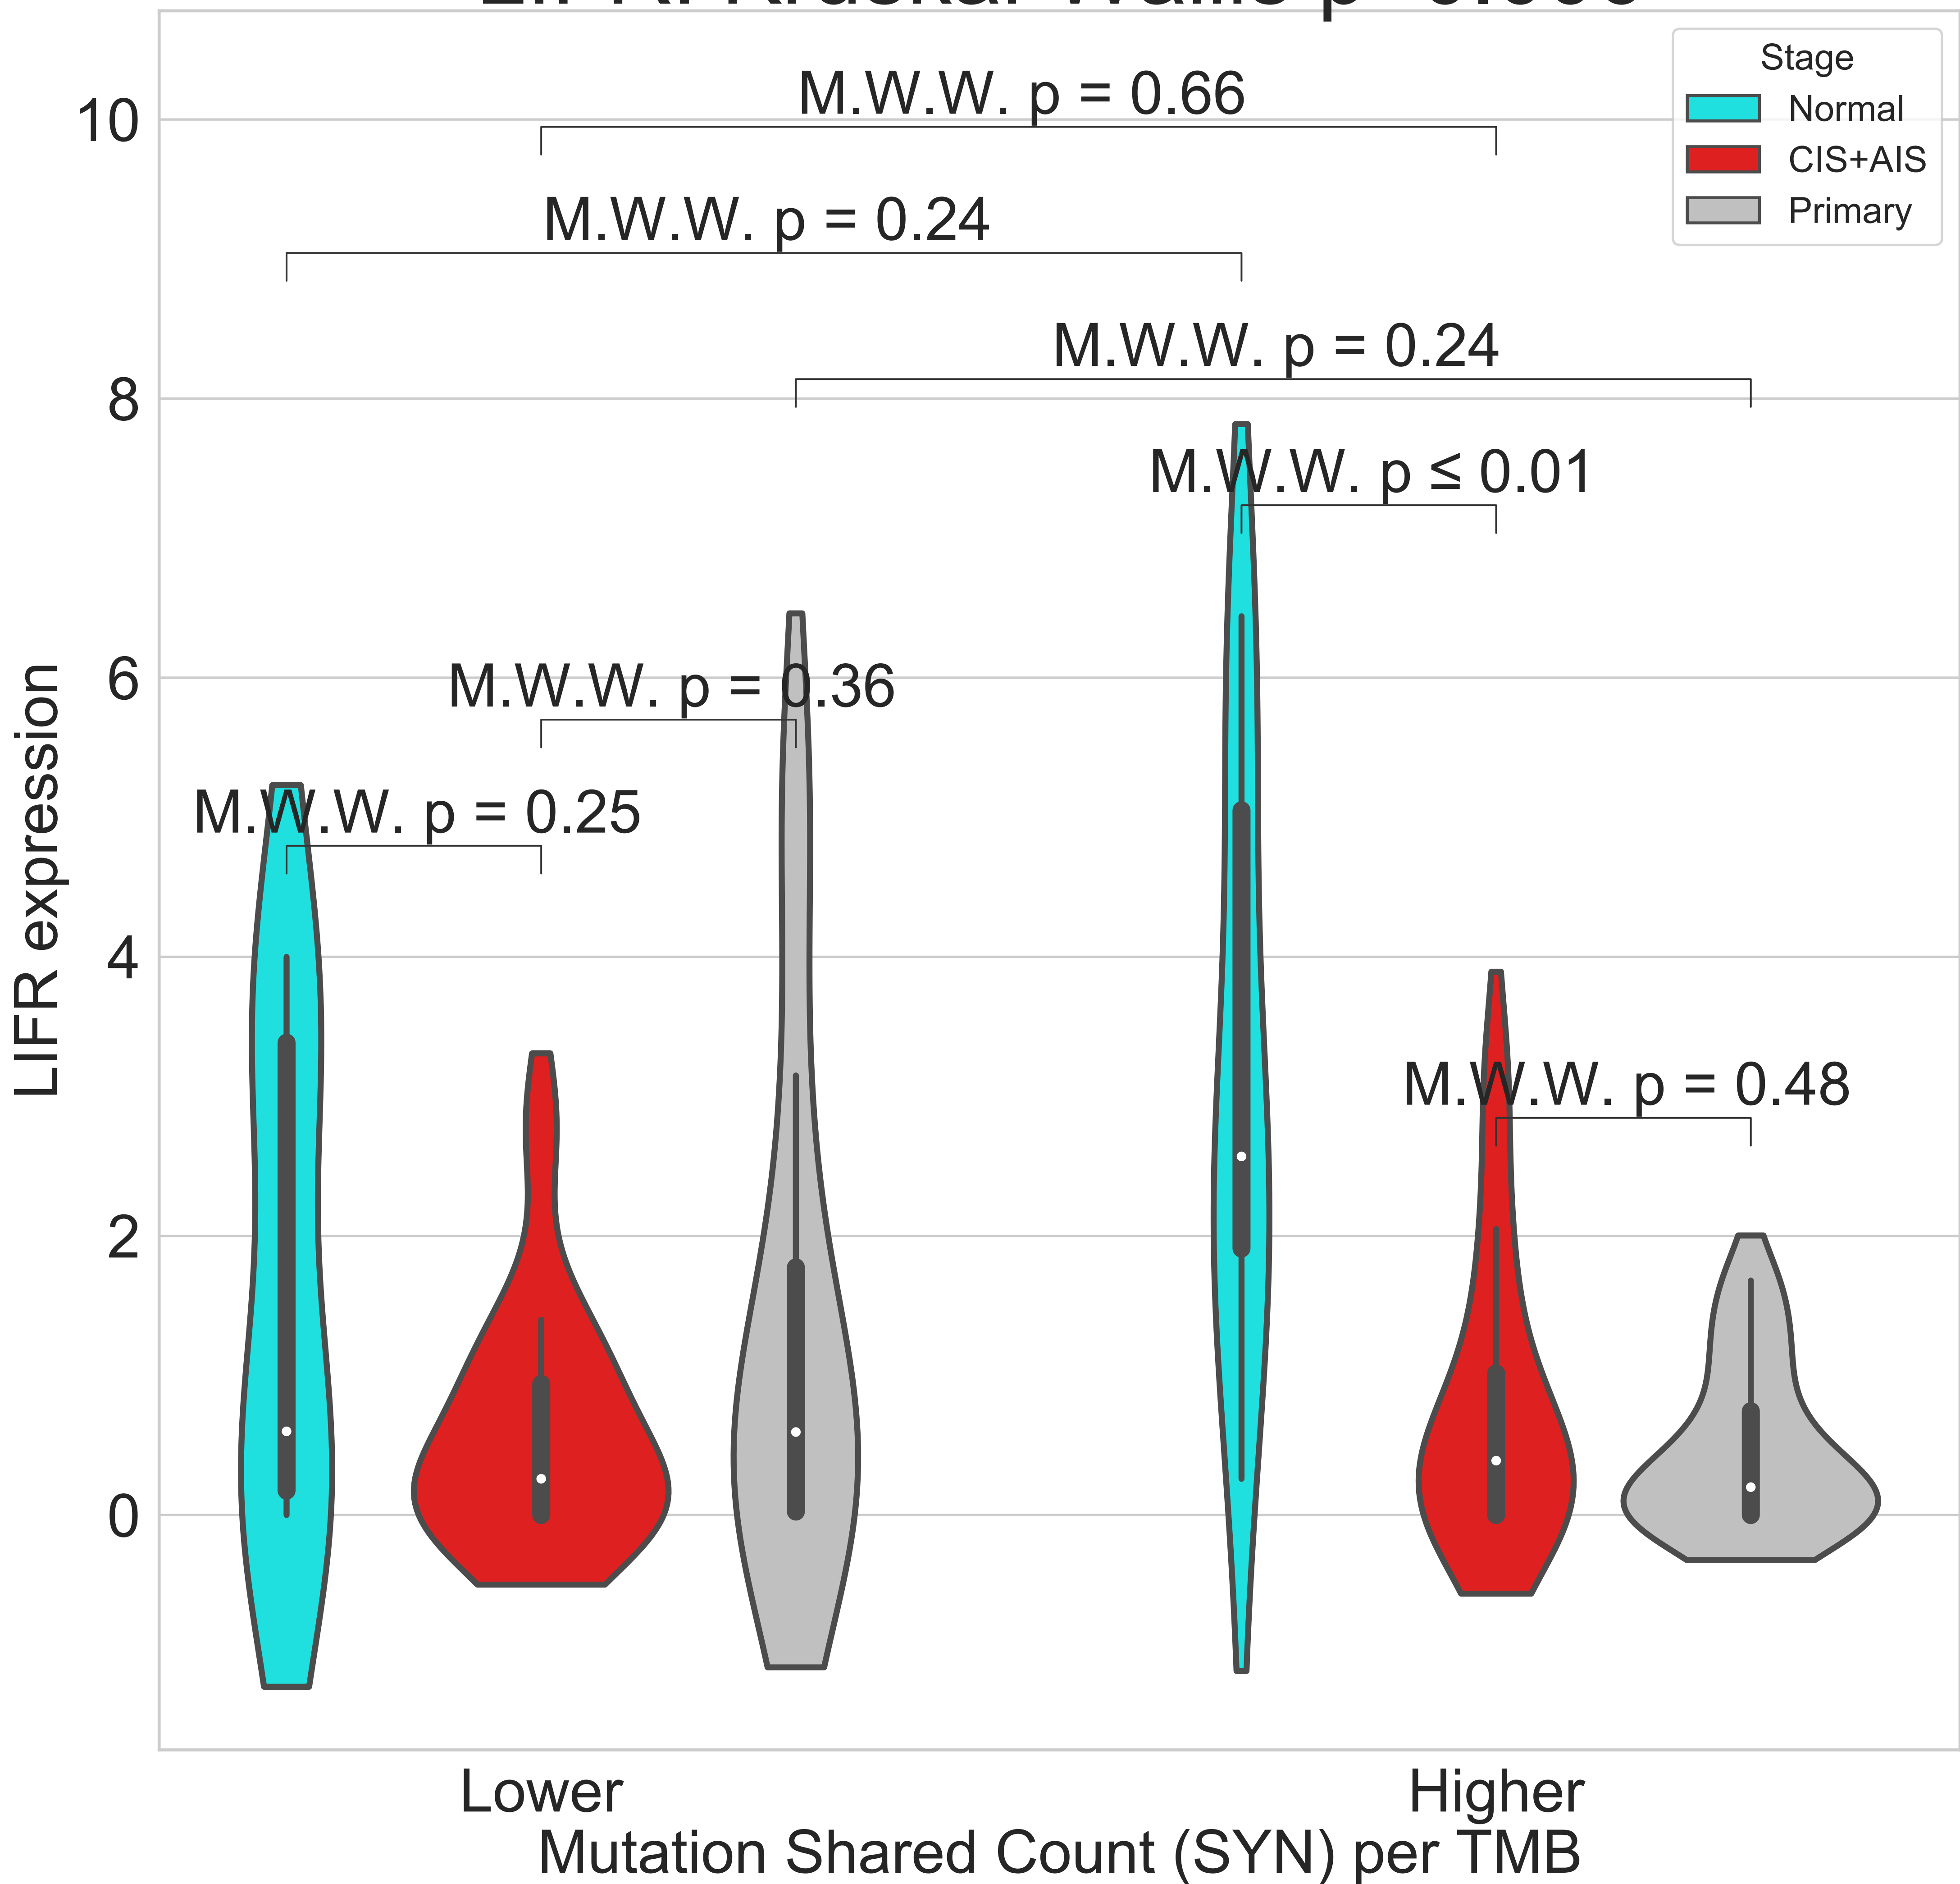 Stage
Normal
CIS+AIS
Primary
M.W.W. p = 0.66
M.W.W. p = 0.24
M.W.W. p = 0.24
M.W.W. p ≤ 0.01
M.W.W. p = 0.36
M.W.W. p = 0.25
M.W.W. p = 0.48
10
8
6
4
2
0
LIFR expression
Lower
Higher
Mutation Shared Count (SYN) per TMB